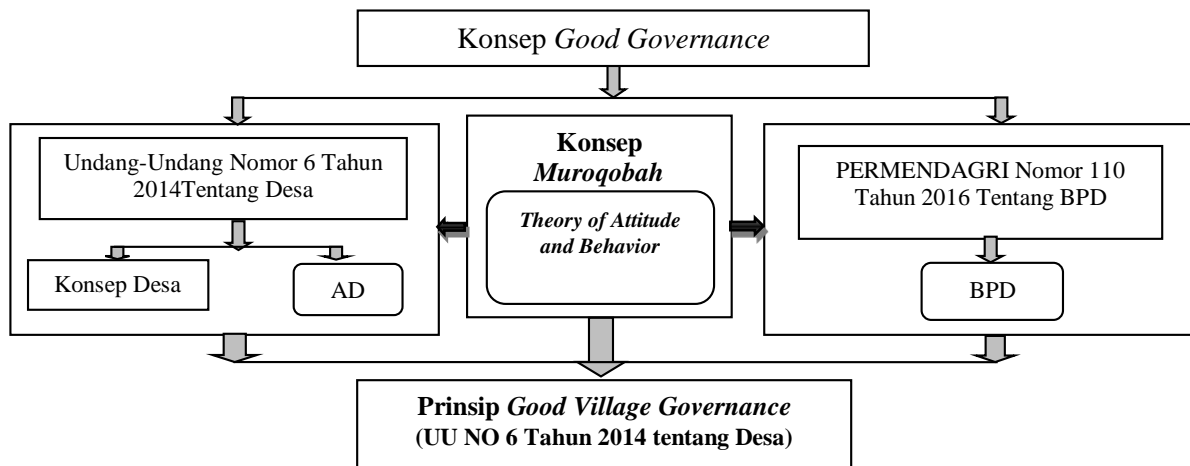 Konsep Good Governance
Undang-Undang Nomor 6 Tahun
2014Tentang Desa
Konsep Desa
AD
Konsep
Muroqobah
Theory of Attitude
and Behavior
PERMENDAGRI Nomor 110
Tahun 2016 Tentang BPD
BPD
Prinsip Good Village Governance
(UU NO 6 Tahun 2014 tentang Desa)